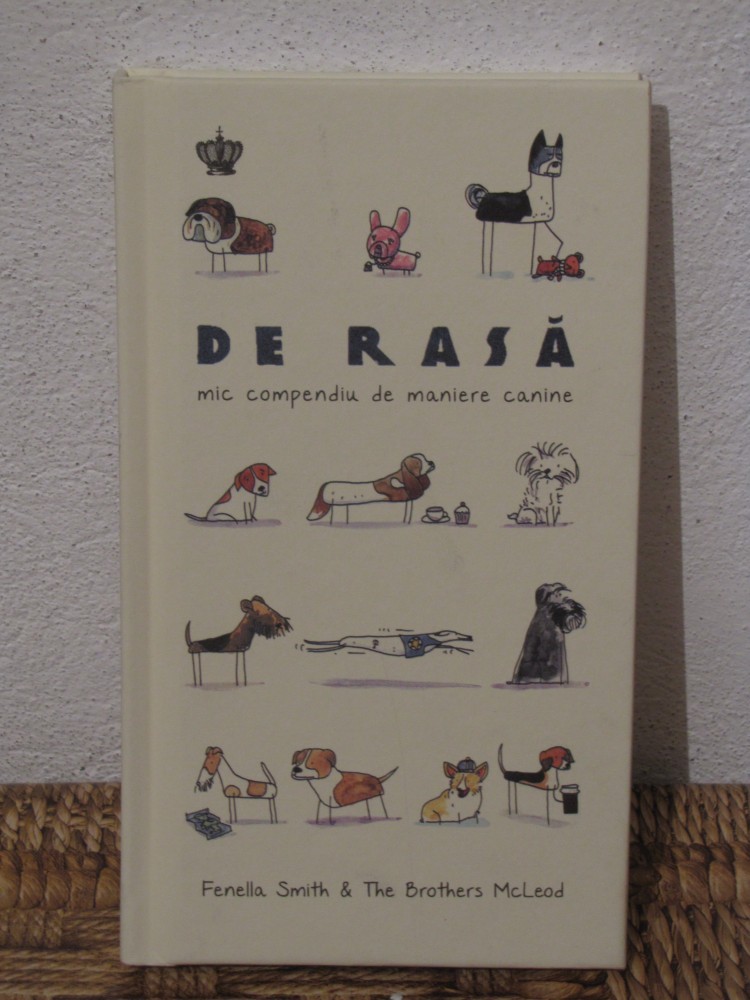 DE RASĂ
mic compendiu de maniere canine
Fenella Smith & The Brothers McLeod